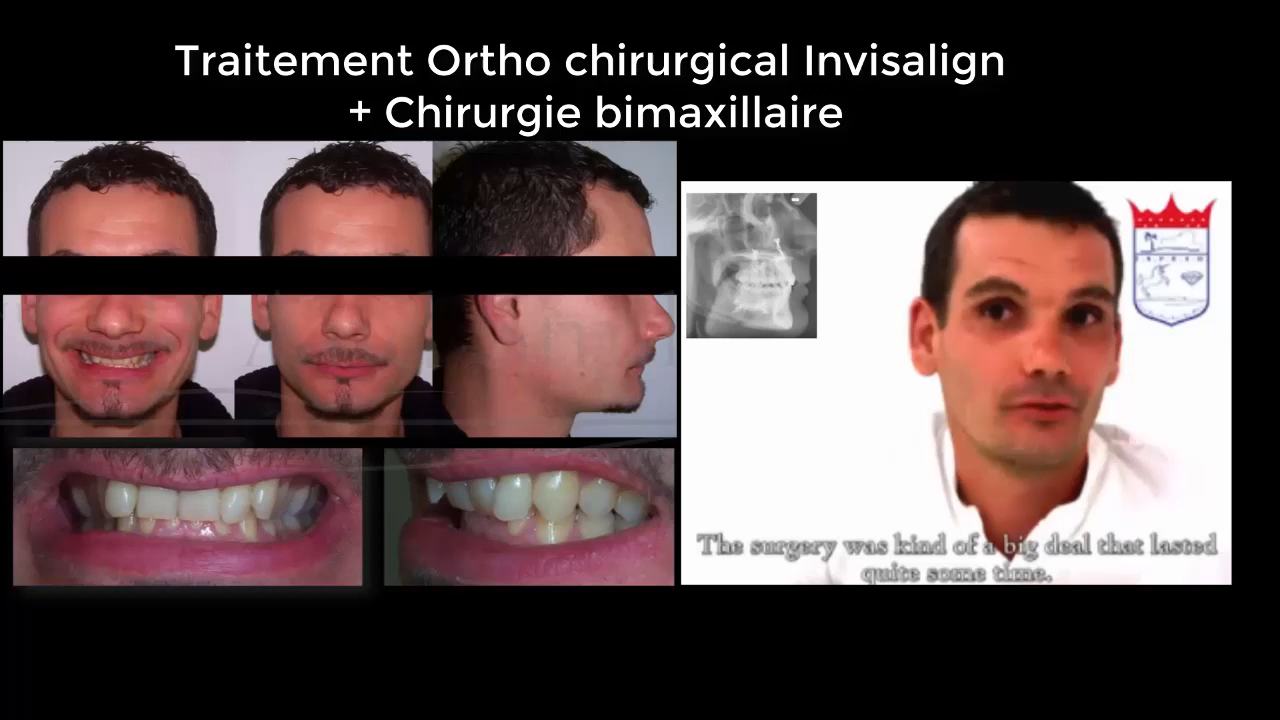 Traitement Ortho chirurgical Invisalign
+ Chirurgie bimaxillaire
The surgery was kind of a big deal that lasted
quite some time.